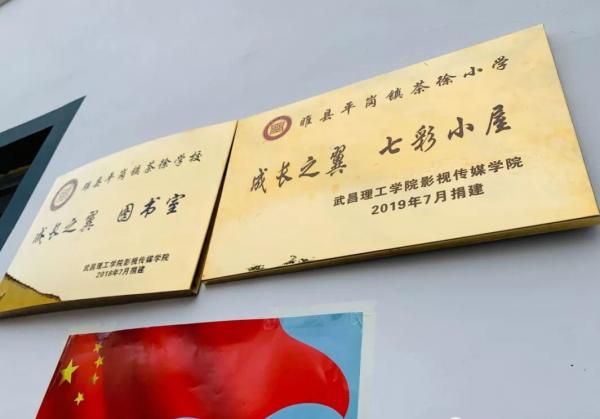 睢县平岗镇茶徐学校
成长之翼 图书室
武昌理工学院影视传媒学院
2018年7月捐建
睢县平岗镇茶徐小学
成长之翼 七彩小屋
武昌理工学院影视传媒学院
2019年7月捐建